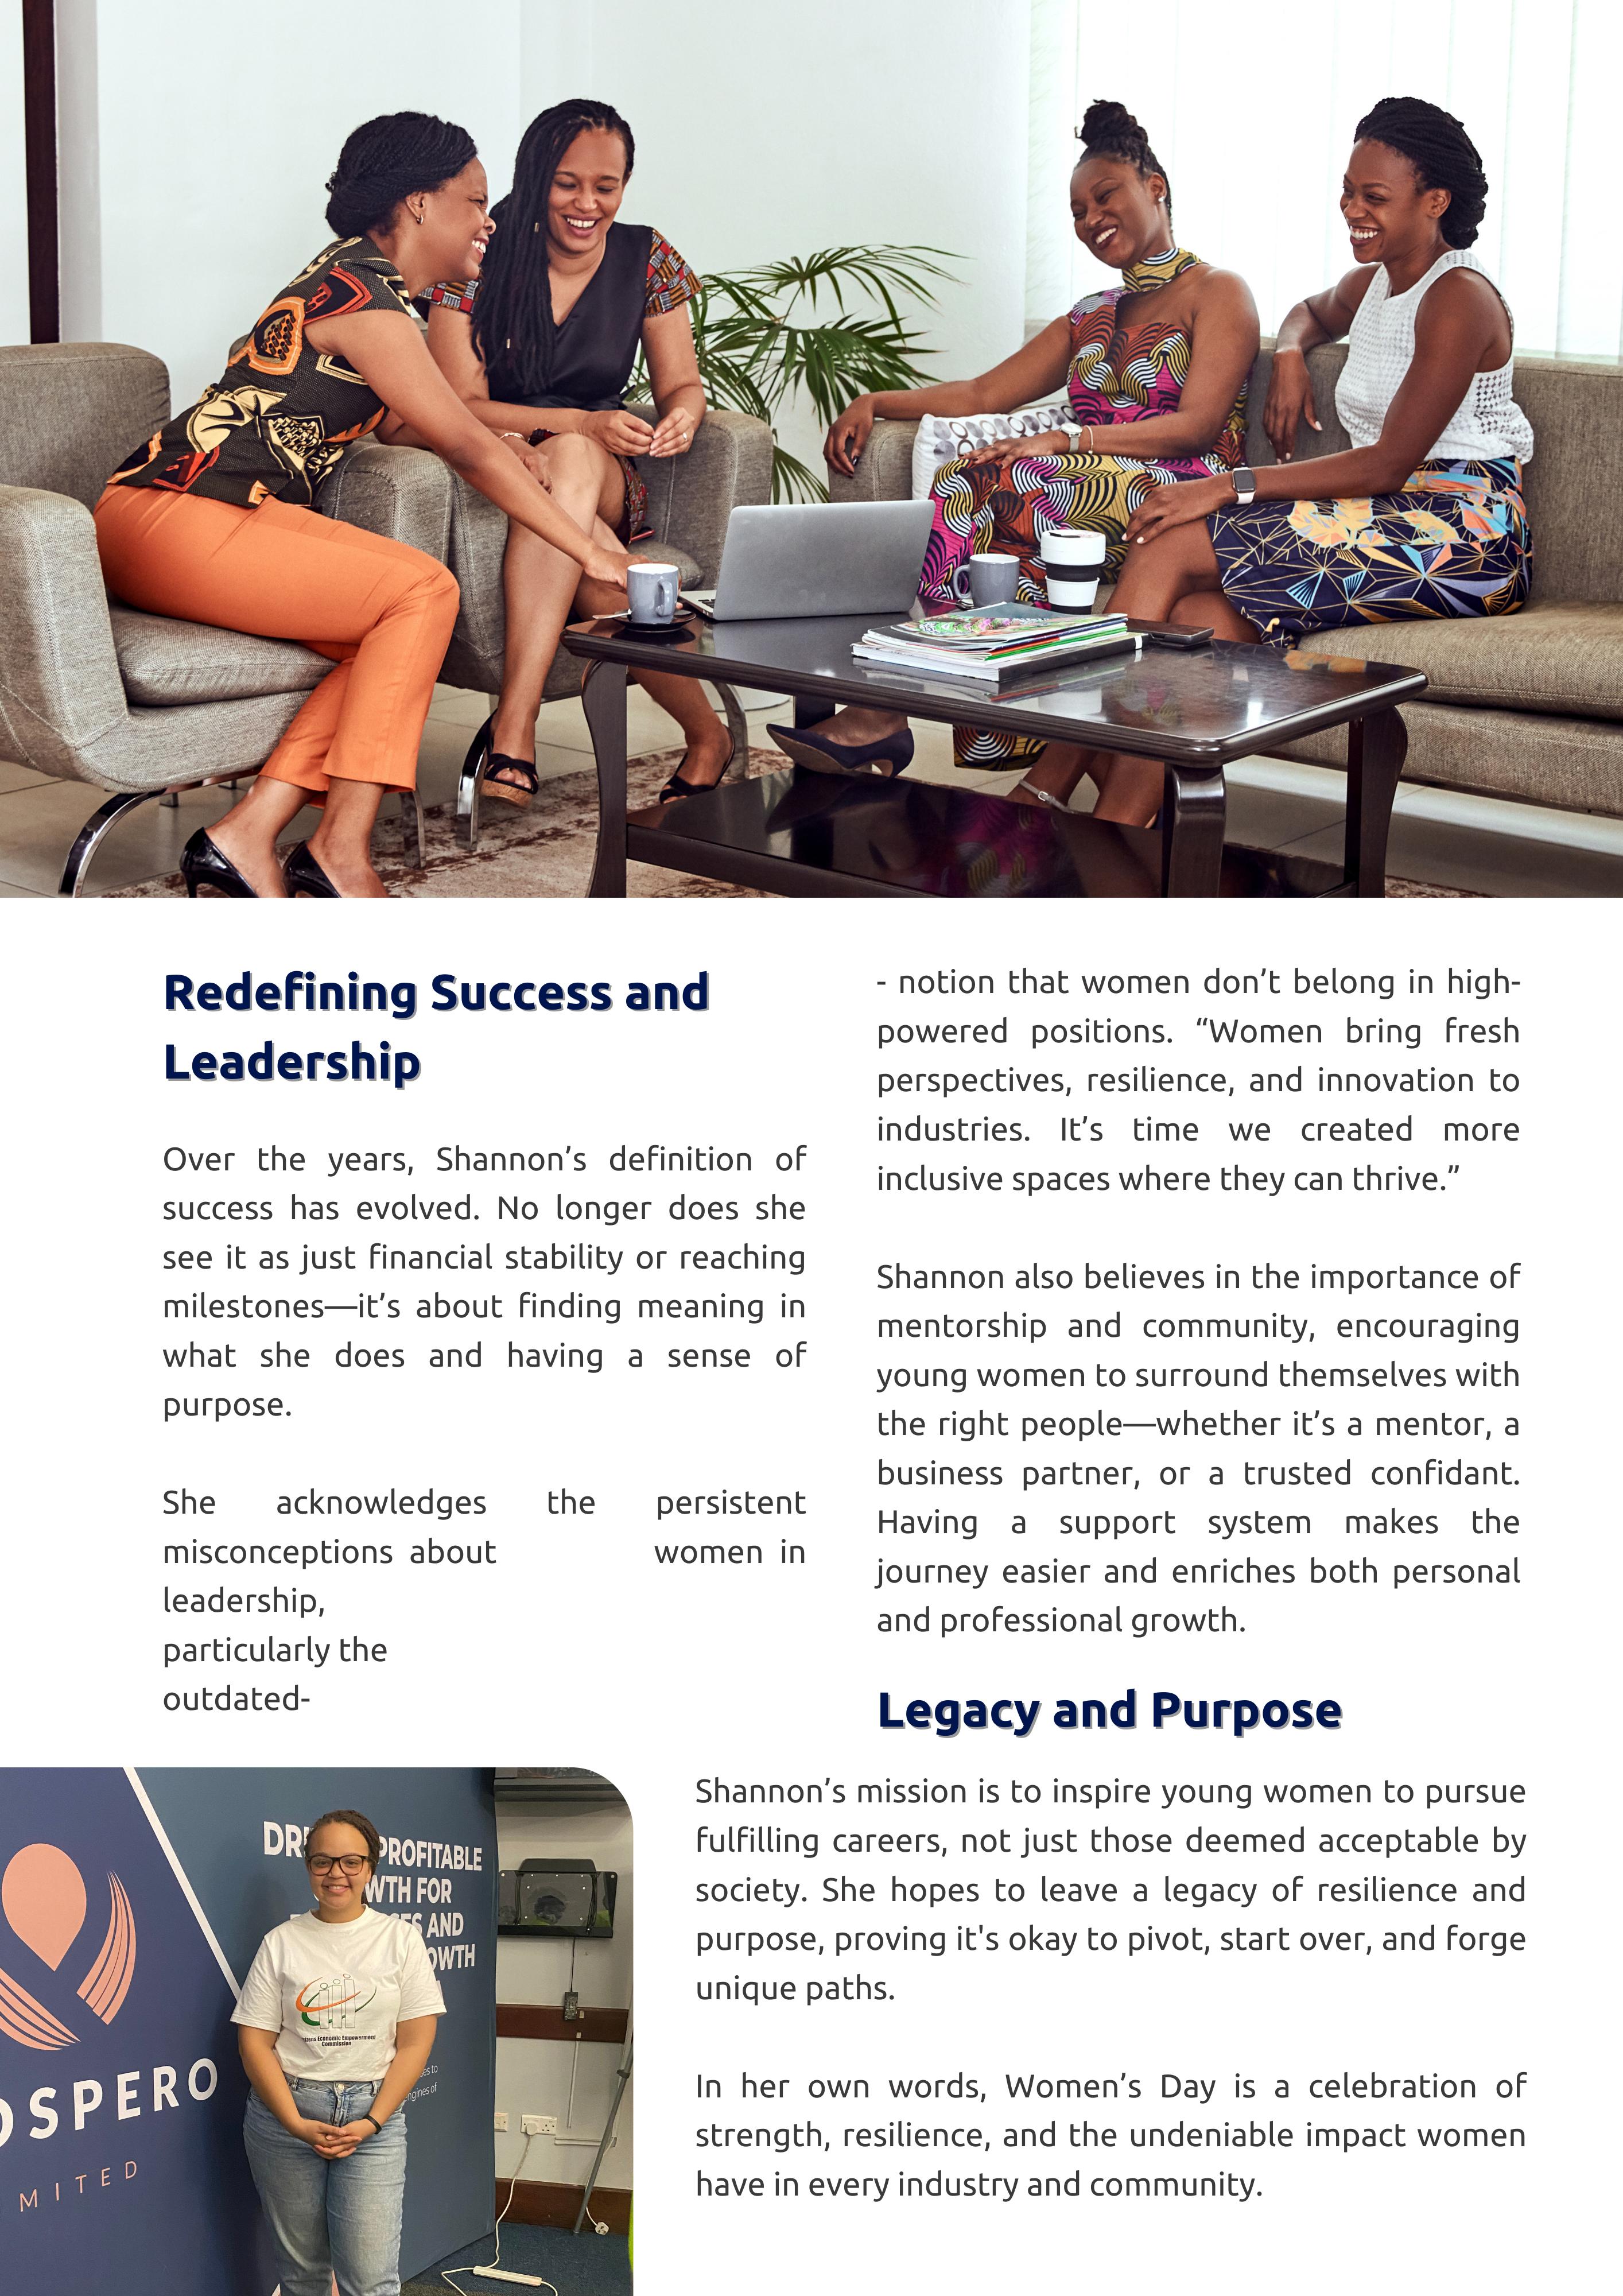 Redefining Success and
Leadership
Over the years, Shannon’s definition of
success has evolved. No longer does she
see it as just financial stability or reaching
milestones—it’s about finding meaning in
what she does and having a sense of
purpose.
She acknowledges the persistent
misconceptions about women in
leadership,
particularly the
outdated-
- notion that women don’t belong in high-
powered positions. “Women bring fresh
perspectives, resilience, and innovation to
industries. It’s time we created more
inclusive spaces where they can thrive.”
Shannon also believes in the importance of
mentorship and community, encouraging
young women to surround themselves with
the right people—whether it’s a mentor, a
business partner, or a trusted confidant.
Having a support system makes the
journey easier and enriches both personal
and professional growth.
Legacy and Purpose
Shannon’s mission is to inspire young women to pursue
fulfilling careers, not just those deemed acceptable by
society. She hopes to leave a legacy of resilience and
purpose, proving it's okay to pivot, start over, and forge
unique paths.
In her own words, Women’s Day is a celebration of
strength, resilience, and the undeniable impact women
have in every industry and community.
PROFITABLE
WTH FOR
AND
OWTH
OSPERO
MITED
Economic Empowerment
Commission